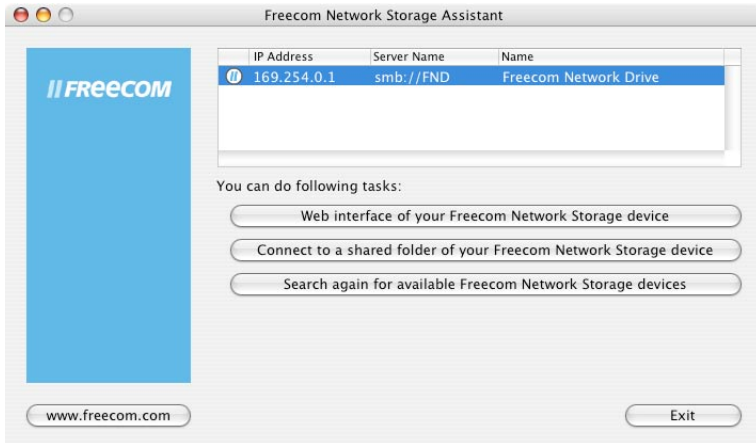 Freecom Network Storage Assistant
FREECOM
IP Address Server Name Name
169.254.0.1 smb://FND Freecom Network Drive
You can do following tasks:
Web interface of your Freecom Network Storage device
Connect to a shared folder of your Freecom Network Storage device
Search again for available Freecom Network Storage devices
www.freecom.com Exit